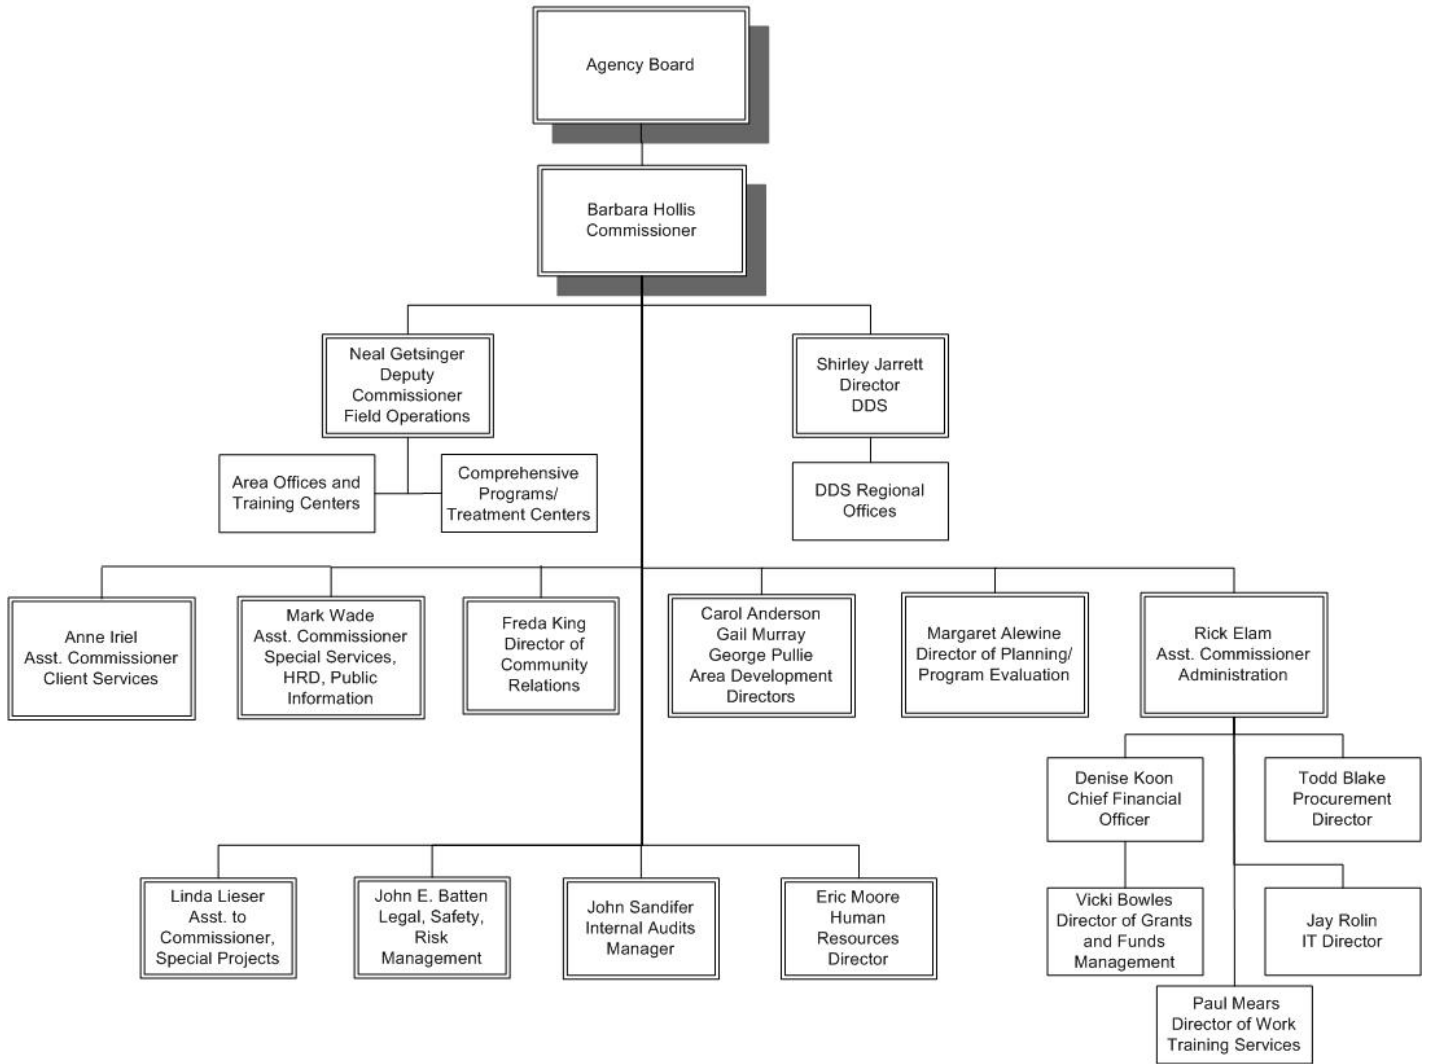 Agency Board
Barbara Hollis
Commissioner
Neal Getsinger
Deputy
Commissioner
Field Operations
Shirley Jarrett
Director
DDS
Area Offices and
Training Centers
Comprehensive
Programs/
Treatment Centers
DDS Regional
Offices
Anne Iriel
Asst. Commissioner
Client Services
Mark Wade
Asst. Commissioner
Special Services,
HRD, Public
Information
Freda King
Director of
Community
Relations
Carol Anderson
Gail Murray
George Pullie
Area Development
Directors
Margaret Alewine
Director of Planning/
Program Evaluation
Rick Elam
Asst. Commissioner
Administration
Denise Koon
Chief Financial
Officer
Todd Blake
Procurement
Director
Linda Lieser
Asst. to
Commissioner,
Special Projects
John E. Batten
Legal, Safety,
Risk
Management
John Sandifer
Internal Audits
Manager
Eric Moore
Human
Resources
Director
Vicki Bowles
Director of Grants
and Funds
Management
Jay Rolin
IT Director
Paul Mears
Director of Work
Training Services